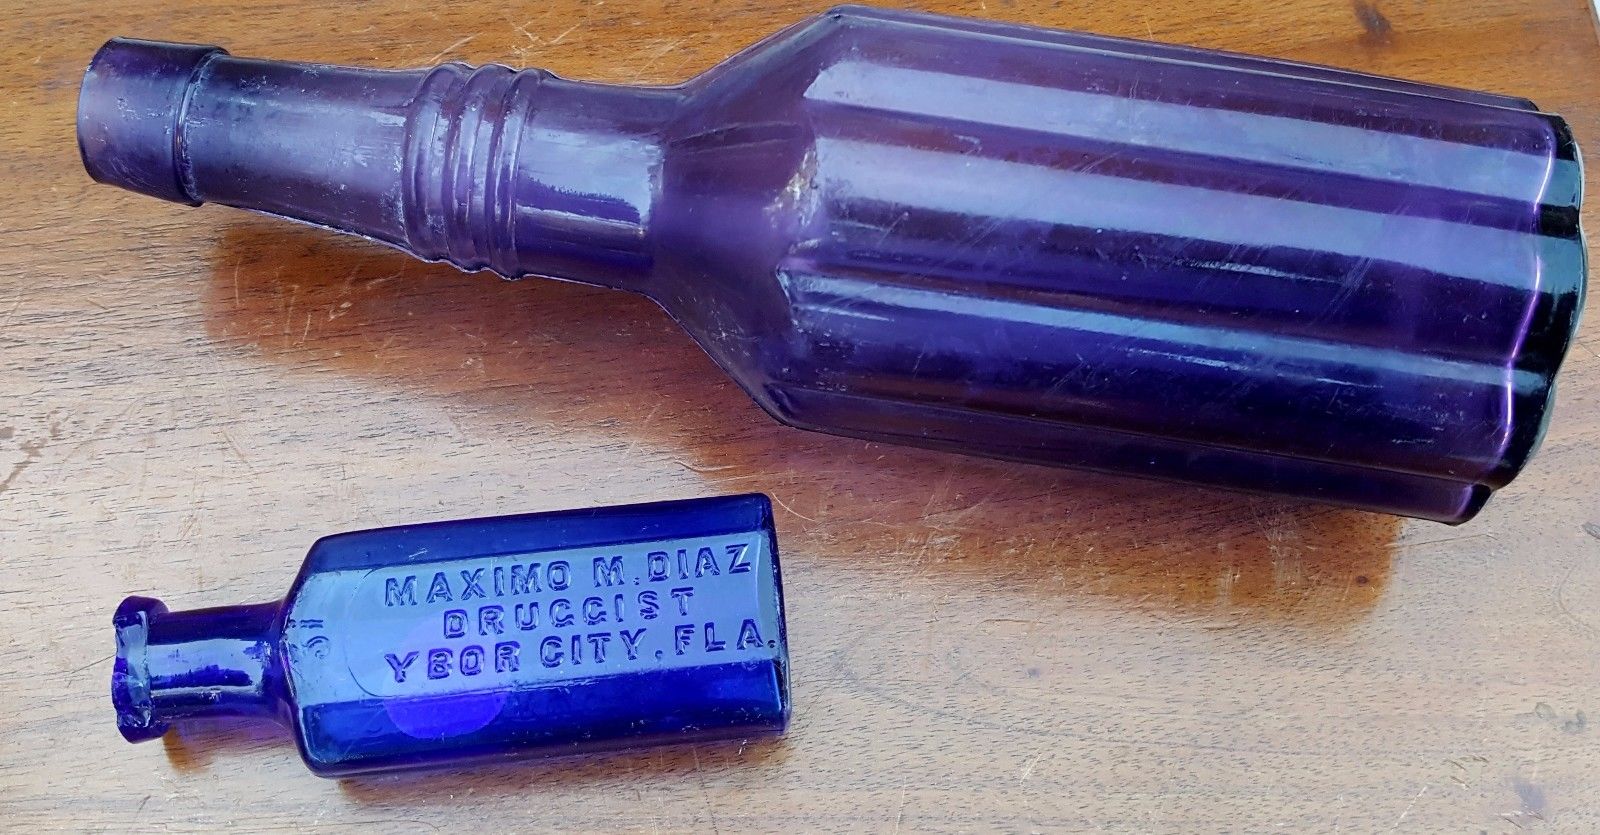 MAXIMO M. DIAZ
DRUGGIST
YBOR CITY, FLA.